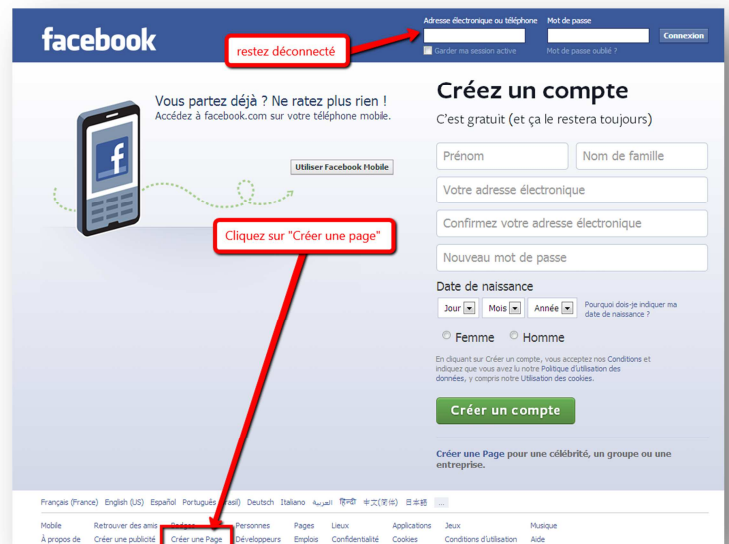 Adresse électronique ou téléphone Mot de passe
facebook
restez déconnecté
Connexion
Garder ma session active Mot de passe oublié ?
Vous partez déjà ? Ne ratez plus rien !
Accédez à facebook.com sur votre téléphone mobile.
Utiliser Facebook Mobile
Cliquez sur "Créer une page"
Créez un compte
C'est gratuit (et ça le restera toujours)
Prénom Nom de famille
Votre adresse électronique
Confirmez votre adresse électronique
Nouveau mot de passe
Date de naissance
Jour Mois Année
Pourquoi dois-je indiquer ma
date de naissance ?
Femme Homme
En cliquant sur Créer un compte, vous acceptez nos Conditions et
indiquez que vous avez lu notre Politique d'utilisation des
données, y compris notre Utilisation des cookies.
Créer un compte
Créer une Page pour une célébrité, un groupe ou une
entreprise.
Français (France) English (US) Español Português Deutsch Italiano العربية हिन्दी 中文(简体) 日本語 ...
Mobile Retrouver des amis Badges Personnes Pages Lieux Applications Jeux Musique
À propos de Créer une publicité Créer une Page Développeurs Emplois Confidentialité Cookies Conditions d'utilisation Aide